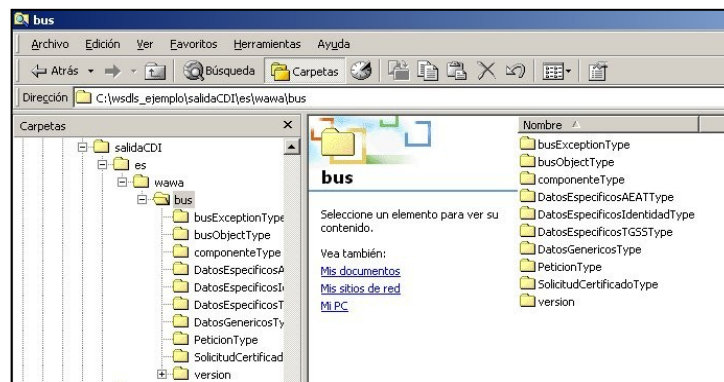 bus
Archivo Edición Ver Favoritos Herramientas Ayuda
Atrás Búsqueda Carpetas
Dirección C:\wsdls_ejemplo\salidaCDI\es\wawa\bus
Carpetas
salidaCDI
es
wawa
bus
busExceptionType
busObjectType
componenteType
DatosEspecificosA
DatosEspecificosI
DatosEspecificosT
DatosGenericosTy
PeticionType
SolicitudCertificad
version
bus
Seleccione un elemento para ver su
contenido.
Vea también:
Mis documentos
Mis sitios de red
Mi PC
Nombre
busExceptionType
busObjectType
componenteType
DatosEspecificosAEATType
DatosEspecificosIdentidadType
DatosEspecificosTGSSType
DatosGenericosType
PeticionType
SolicitudCertificadoType
version